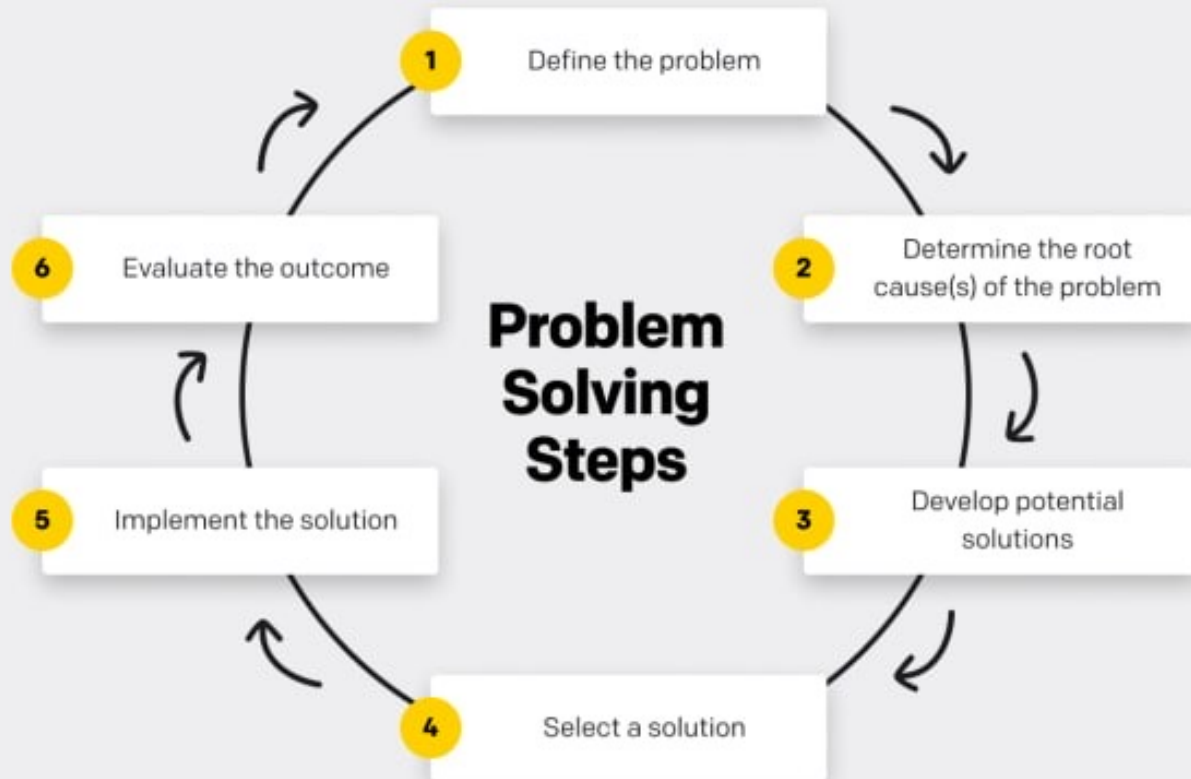 1
Define the problem
2
Determine the root
cause(s) of the problem
3
Develop potential
solutions
4
Select a solution
5
Implement the solution
6
Evaluate the outcome
Problem
Solving
Steps